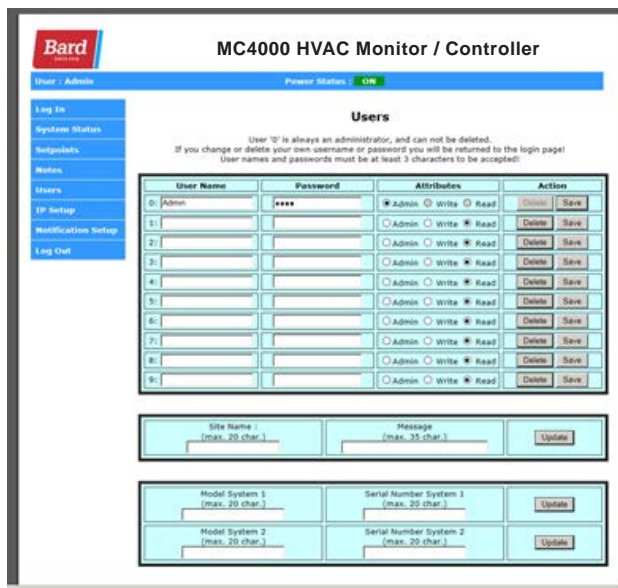 Bard
MC4000 HVAC Monitor / Controller
User : Admin Power Status : ON
Log In
System Status
Setpoints
Notes
Users
IP Setup
Notification Setup
Log Out
Users
User '0' is always an administrator, and can not be deleted.
If you change or delete your own username or password you will be returned to the login page!
User names and passwords must be at least 3 characters to be accepted!
User Name Password Attributes Action
0: Admin •••• Admin Write Read Delete Save
1: Admin Write Read Delete Save
2: Admin Write Read Delete Save
3: Admin Write Read Delete Save
4: Admin Write Read Delete Save
5: Admin Write Read Delete Save
6: Admin Write Read Delete Save
7: Admin Write Read Delete Save
8: Admin Write Read Delete Save
9: Admin Write Read Delete Save
Site Name : Message
(max. 20 char.) (max. 35 char.) Update
Model System 1 Serial Number System 1
(max. 20 char.) (max. 20 char.) Update
Model System 2 Serial Number System 2
(max. 20 char.) (max. 20 char.) Update